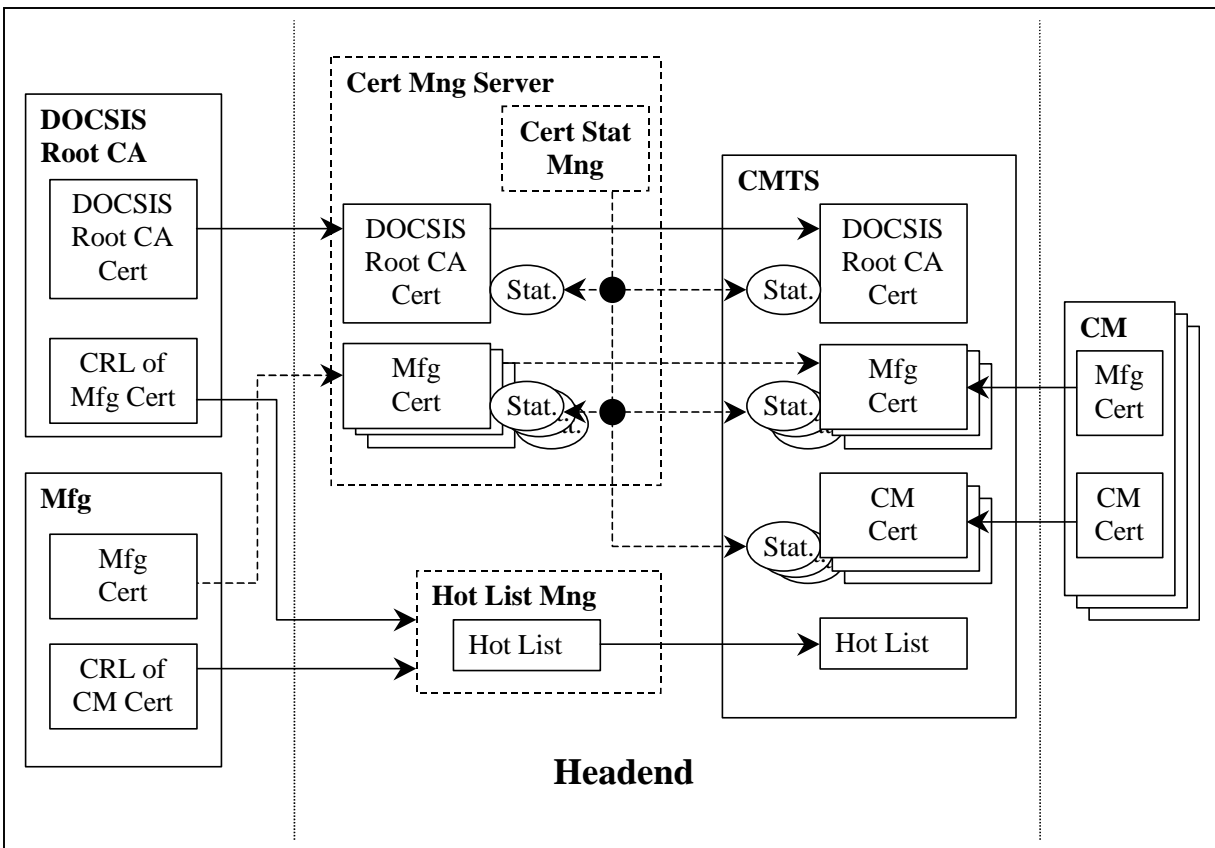 DOCSIS
Root CA
DOCSIS
Root CA
Cert
CRL of
Mfg Cert
Mfg
Mfg
Cert
CRL of
CM Cert
Cert Mng Server
Cert Stat
Mng
DOCSIS
Root CA
Cert
Stat.
Mfg
Cert
Stat.
Hot List Mng
Hot List
Headend
CMTS
DOCSIS
Root CA
Cert
Stat.
Mfg
Cert
Stat.
CM
Cert
Stat.
Hot List
CM
Mfg
Cert
CM
Cert